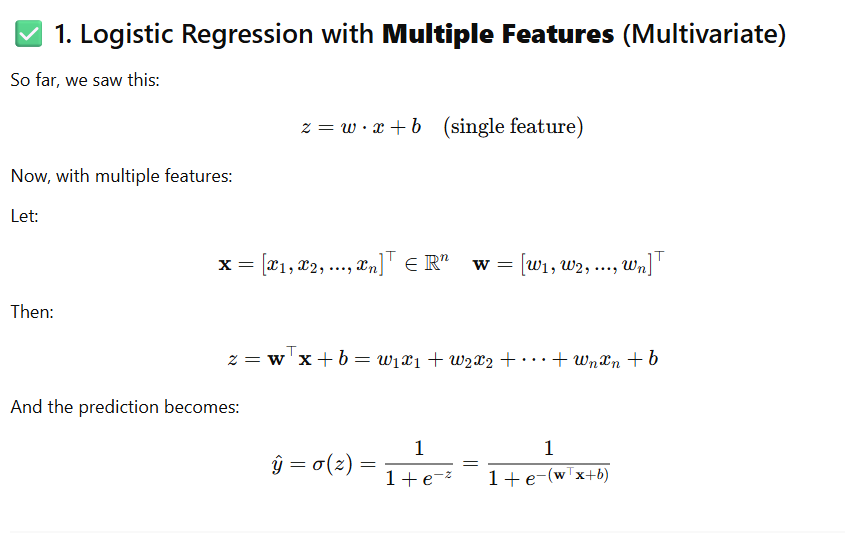 ✅ 1. Logistic Regression with Multiple Features (Multivariate)
So far, we saw this:
z = w · x + b (single feature)
Now, with multiple features:
Let:
𝐱 = [x₁, x₂, ..., xₙ]⊤ ∈ ℝⁿ 𝐰 = [w₁, w₂, ..., wₙ]⊤
Then:
z = 𝐰⊤𝐱 + b = w₁x₁ + w₂x₂ + ··· + wₙxₙ + b
And the prediction becomes:
ŷ = σ(z) = 1 / (1 + e^(−z)) = 1 / (1 + e^(−(𝐰⊤𝐱+b)))